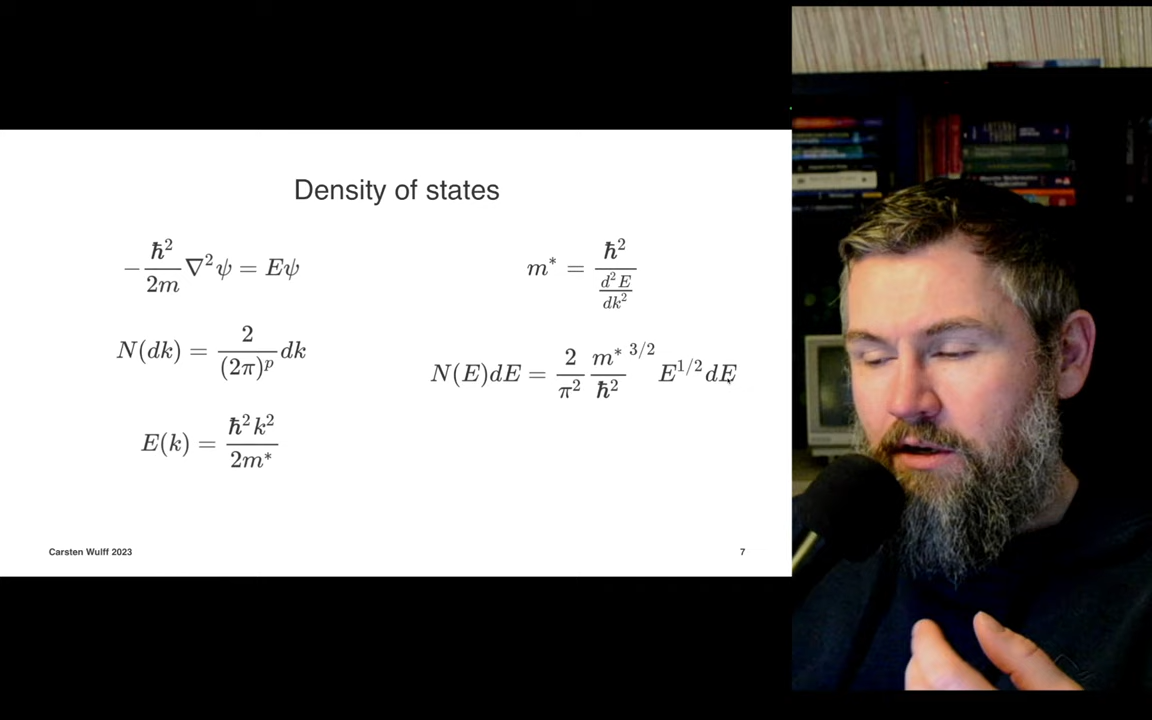 Density of states
−ħ²/2m ∇²ψ = Eψ
N(dk) = 2/(2π)ᵖ dk
E(k) = ħ²k²/2m*
m* = ħ²/(d²E/dk²)
N(E)dE = 2/π² m*/ħ² ^3/2 E^1/2 dE
Carsten Wulff 2023
7